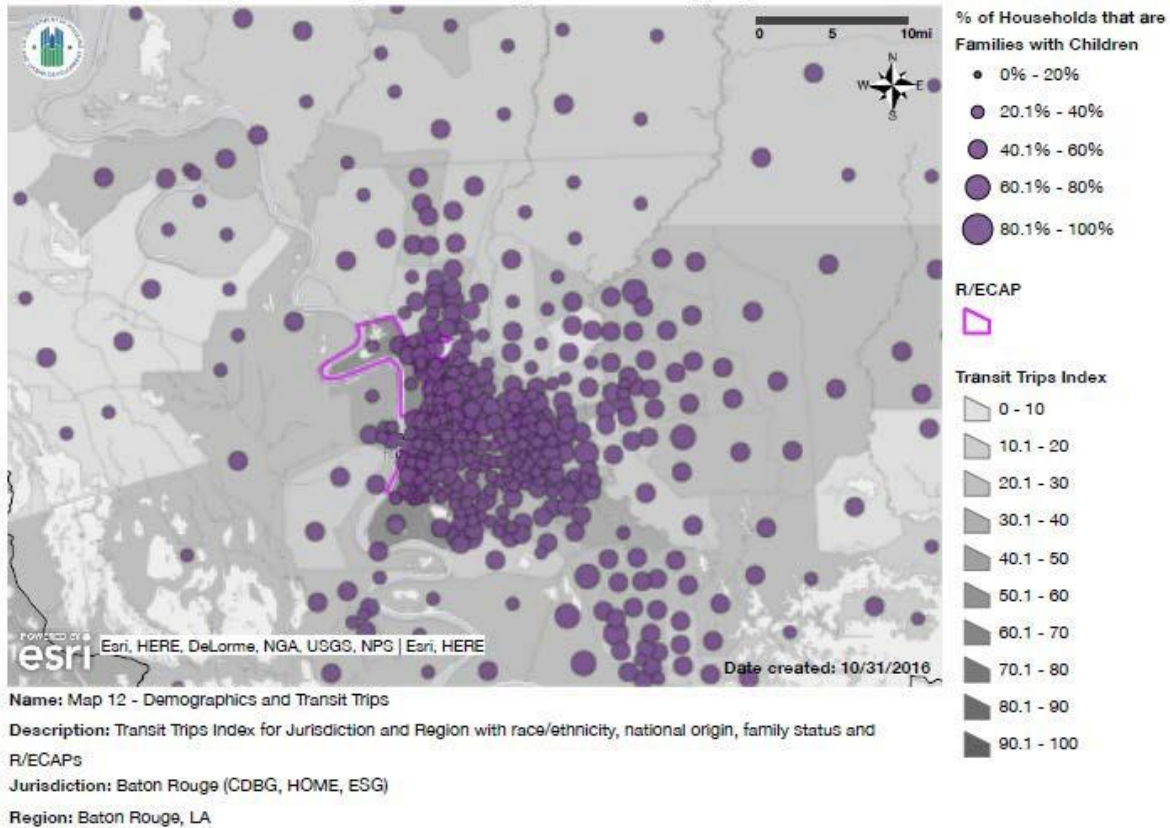 0 5 10mi
N
W E
S
% of Households that are
Families with Children
0% - 20%
20.1% - 40%
40.1% - 60%
60.1% - 80%
80.1% - 100%
R/ECAP
Transit Trips Index
0 - 10
10.1 - 20
20.1 - 30
30.1 - 40
40.1 - 50
50.1 - 60
60.1 - 70
70.1 - 80
80.1 - 90
90.1 - 100
POWERED BY
esri
Esri, HERE, DeLorme, NGA, USGS, NPS | Esri, HERE
Date created: 10/31/2016
Name: Map 12 - Demographics and Transit Trips
Description: Transit Trips Index for Jurisdiction and Region with race/ethnicity, national origin, family status and
R/ECAPs
Jurisdiction: Baton Rouge (CDBG, HOME, ESG)
Region: Baton Rouge, LA